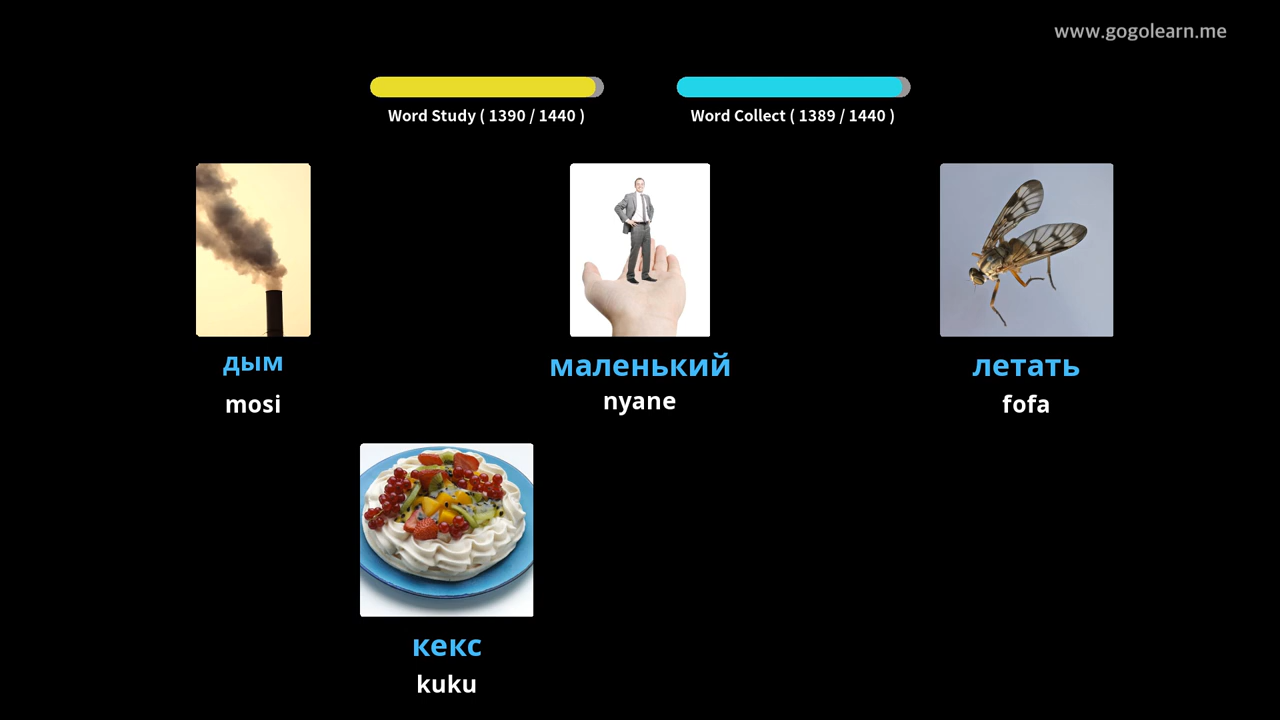 www.gogolearn.me
Word Study ( 1390 / 1440 )
Word Collect ( 1389 / 1440 )
дым
маленький
летать
mosi
nyane
fofa
кекс
kuku